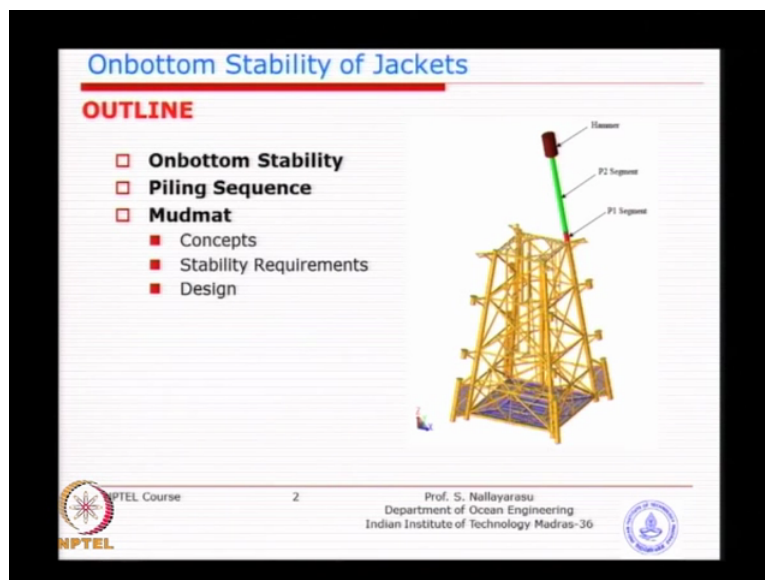 Onbottom Stability of Jackets
OUTLINE
Onbottom Stability
Piling Sequence
Mudmat
Concepts
Stability Requirements
Design
Hammer
P2 Segment
P1 Segment
NPTEL Course
2
Prof. S. Nallayarasu
Department of Ocean Engineering
Indian Institute of Technology Madras-36
NPTEL